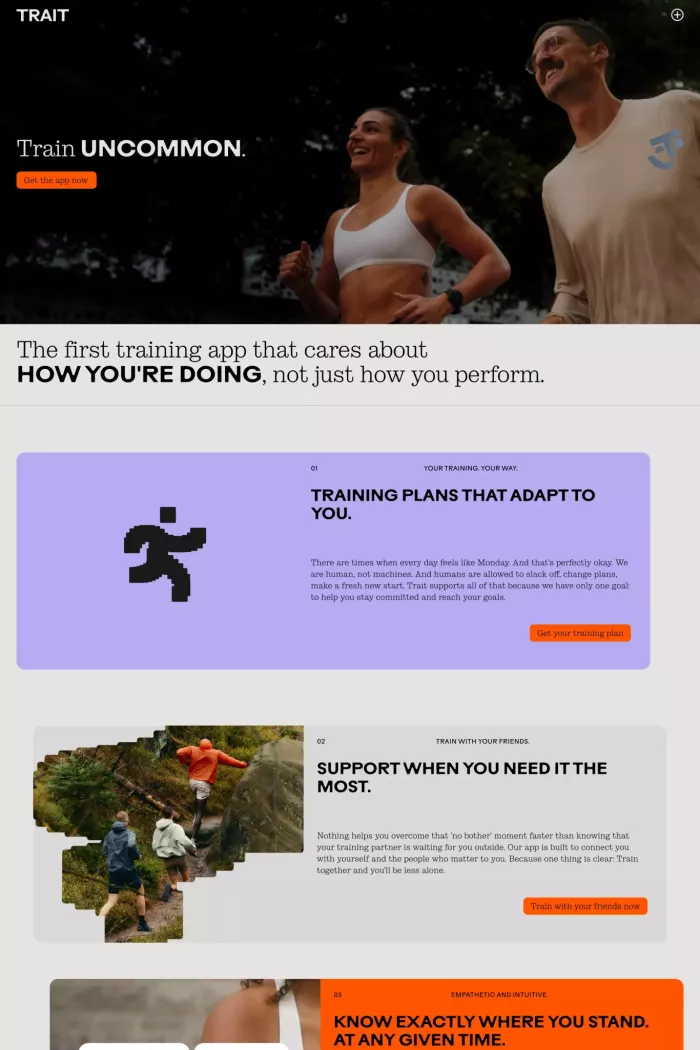 TRAIT
Train UNCOMMON.
Get the app now
The first training app that cares about
HOW YOU'RE DOING, not just how you perform.
01
YOUR TRAINING. YOUR WAY.
TRAINING PLANS THAT ADAPT TO
YOU.
There are times when every day feels like Monday. And that's perfectly okay. We
are human, not machines. And humans are allowed to slack off, change plans,
make a fresh new start. Trait supports all of that because we have only one goal:
to help you stay committed and reach your goals.
Get your training plan
02
TRAIN WITH YOUR FRIENDS.
SUPPORT WHEN YOU NEED IT THE
MOST.
Nothing helps you overcome that 'no bother' moment faster than knowing that
your training partner is waiting for you outside. Our app is built to connect you
with yourself and the people who matter to you. Because one thing is clear: Train
together and you'll be less alone.
Train with your friends now
03
EMPATHETIC AND INTUITIVE.
KNOW EXACTLY WHERE YOU STAND.
AT ANY GIVEN TIME.